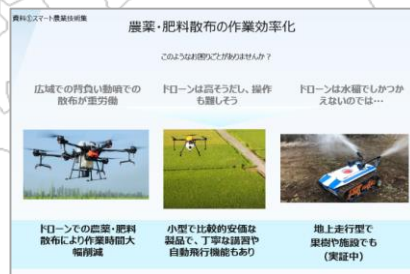 資料①スマート農業技術集
農薬・肥料散布の作業効率化
このようなお困りごとがありませんか？
広域での背負い動噴での
散布が重労働
ドローンは高そうだし、操作
も難しそう
ドローンは水稲でしかつか
えないのでは…
ドローンでの農薬・肥料
散布により作業時間大
幅削減
小型で比較的安価な
製品で、丁寧な講習や
自動飛行機能もあり
地上走行型で
果樹や施設でも
（実証中）